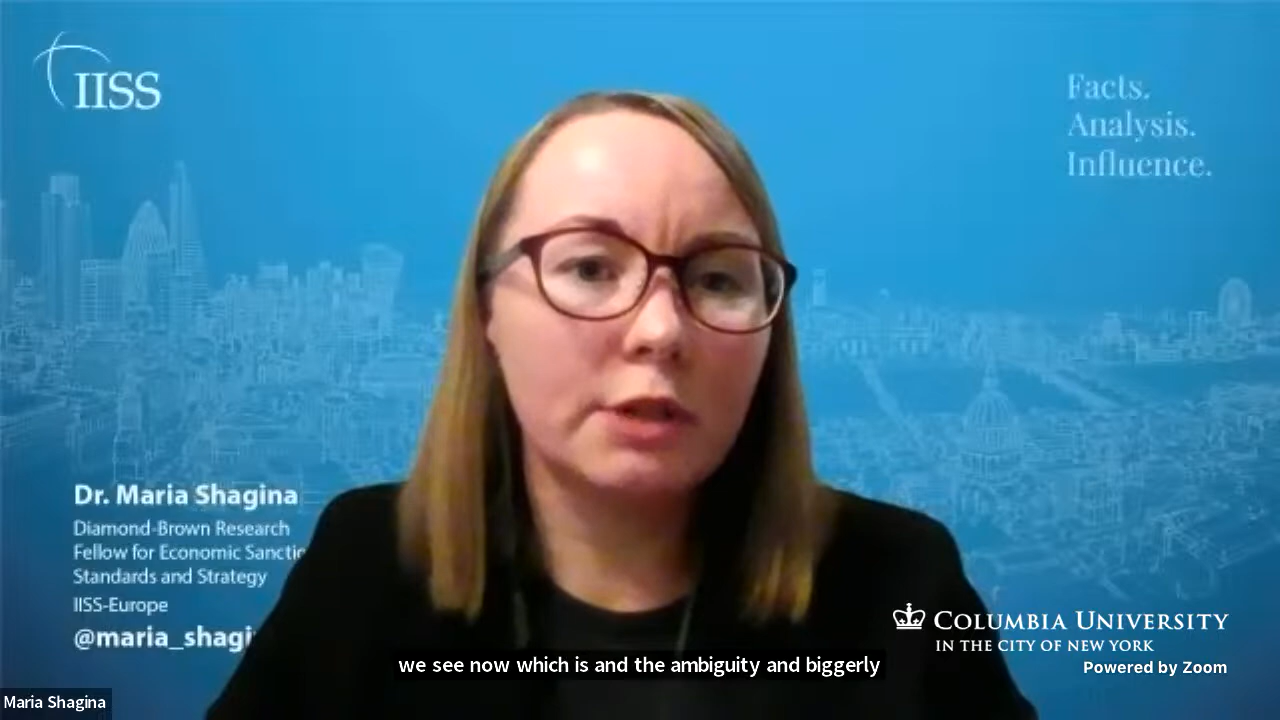 IISS
Facts.
Analysis.
Influence.
Dr. Maria Shagina
Diamond-Brown Research
Fellow for Economic Sanctio
Standards and Strategy
IISS-Europe
@maria_shagi
COLUMBIA UNIVERSITY
IN THE CITY OF NEW YORK
Powered by Zoom
we see now which is and the ambiguity and biggerly
Maria Shagina